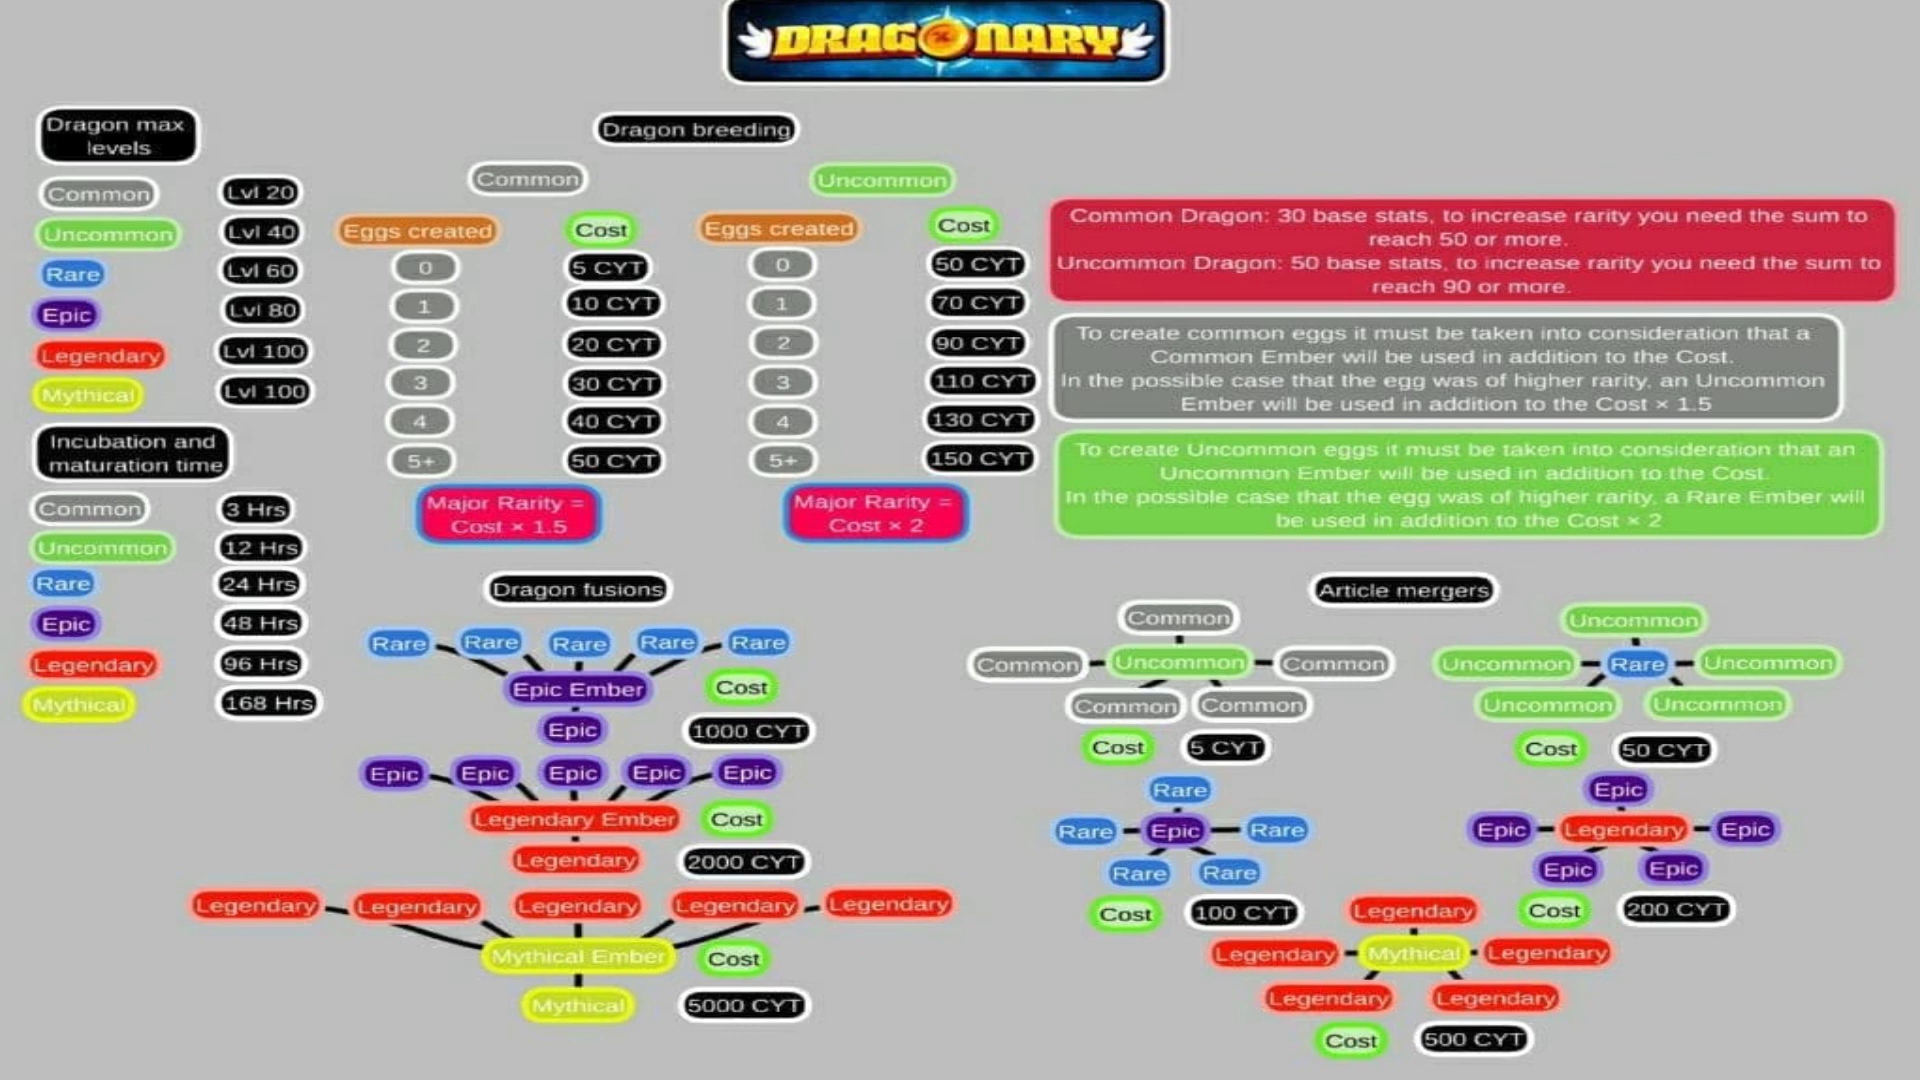 DRAGONARY
Dragon max
levels
Common
Lvl 20
Uncommon
Lvl 40
Rare
Lvl 60
Epic
Lvl 80
Legendary
Lvl 100
Mythical
Lvl 100
Incubation and
maturation time
Common
3 Hrs
Uncommon
12 Hrs
Rare
24 Hrs
Epic
48 Hrs
Legendary
96 Hrs
Mythical
168 Hrs
Dragon breeding
Common
Eggs created
Cost
0
5 CYT
1
10 CYT
2
20 CYT
3
30 CYT
4
40 CYT
5+
50 CYT
Major Rarity =
Cost × 1.5
Uncommon
Eggs created
Cost
0
50 CYT
1
70 CYT
2
90 CYT
3
110 CYT
4
130 CYT
5+
150 CYT
Major Rarity =
Cost × 2
Common Dragon: 30 base stats, to increase rarity you need the sum to
reach 50 or more.
Uncommon Dragon: 50 base stats, to increase rarity you need the sum to
reach 90 or more.
To create common eggs it must be taken into consideration that a
Common Ember will be used in addition to the Cost.
In the possible case that the egg was of higher rarity, an Uncommon
Ember will be used in addition to the Cost × 1.5
To create Uncommon eggs it must be taken into consideration that an
Uncommon Ember will be used in addition to the Cost.
In the possible case that the egg was of higher rarity, a Rare Ember will
be used in addition to the Cost × 2
Dragon fusions
Rare Rare Rare Rare Rare
Epic Ember
Cost
Epic
1000 CYT
Epic Epic Epic Epic Epic
Legendary Ember
Cost
Legendary
2000 CYT
Legendary Legendary Legendary Legendary Legendary
Mythical Ember
Cost
Mythical
5000 CYT
Article mergers
Common
Common Uncommon Common
Common Common
Cost
5 CYT
Uncommon
Uncommon Rare Uncommon
Uncommon Uncommon
Cost
50 CYT
Rare
Rare Epic Rare
Rare Rare
Cost
100 CYT
Epic
Epic Legendary Epic
Epic Epic
Cost
200 CYT
Legendary
Legendary Mythical Legendary
Legendary Legendary
Cost
500 CYT